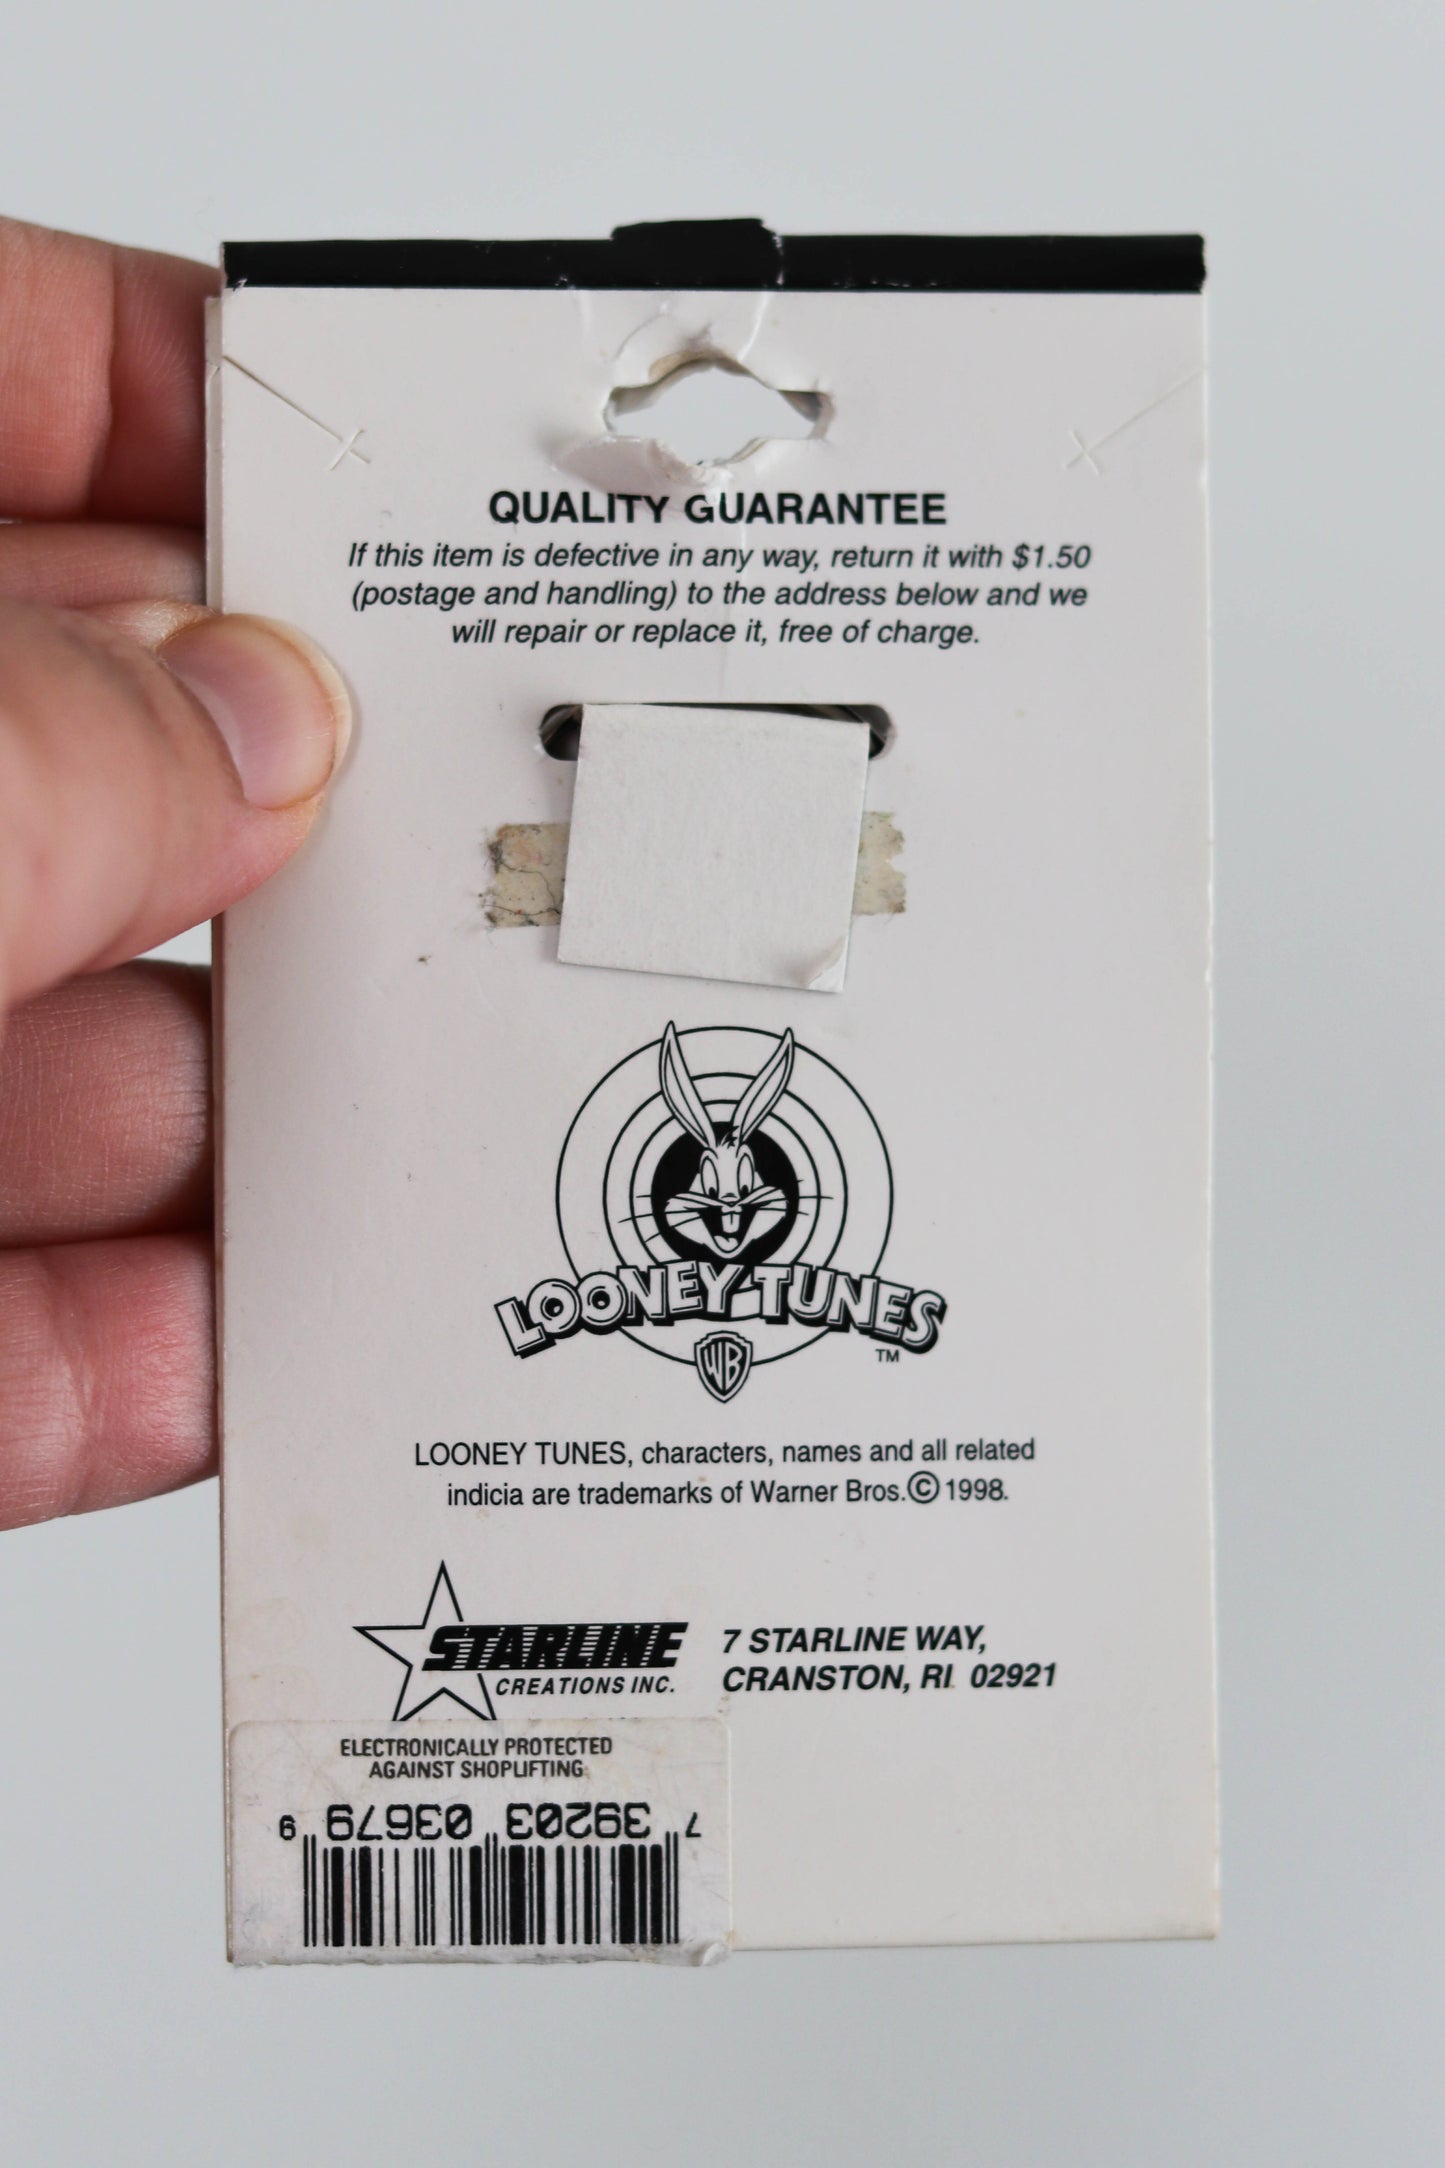 QUALITY GUARANTEE
If this item is defective in any way, return it with $1.50
(postage and handling) to the address below and we
will repair or replace it, free of charge.
LOONEY TUNES
TM
WB
LOONEY TUNES, characters, names and all related
indicia are trademarks of Warner Bros.© 1998.
STARLINE
CREATIONS INC.
7 STARLINE WAY,
CRANSTON, RI 02921
ELECTRONICALLY PROTECTED
AGAINST SHOPLIFTING
7 39203 03679 9